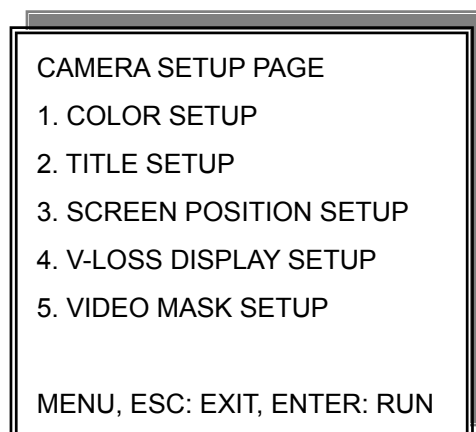 CAMERA SETUP PAGE
1. COLOR SETUP
2. TITLE SETUP
3. SCREEN POSITION SETUP
4. V-LOSS DISPLAY SETUP
5. VIDEO MASK SETUP
MENU, ESC: EXIT, ENTER: RUN